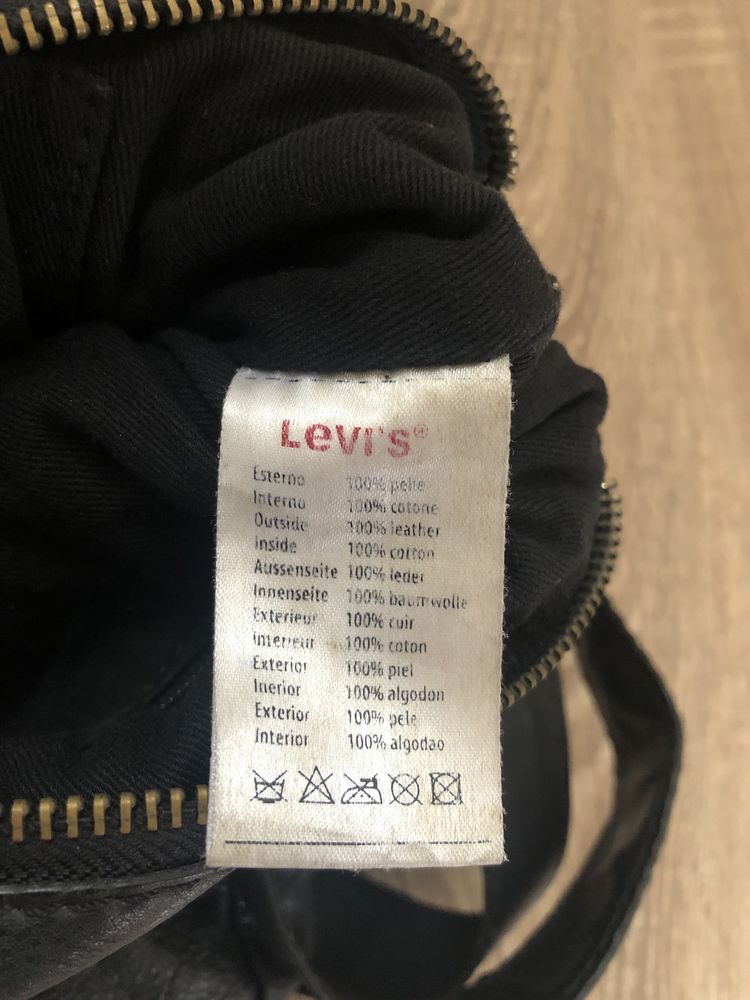 Levi's®
Esterno 100% pelle
Interno 100% cotone
Outside 100% leather
Inside 100% cotton
Aussenseite 100% leder
Innenseite 100% baumwolle
Exterieur 100% cuir
Interieur 100% coton
Exterior 100% piel
Inerior 100% algodon
Exterior 100% pele
Interior 100% algodao